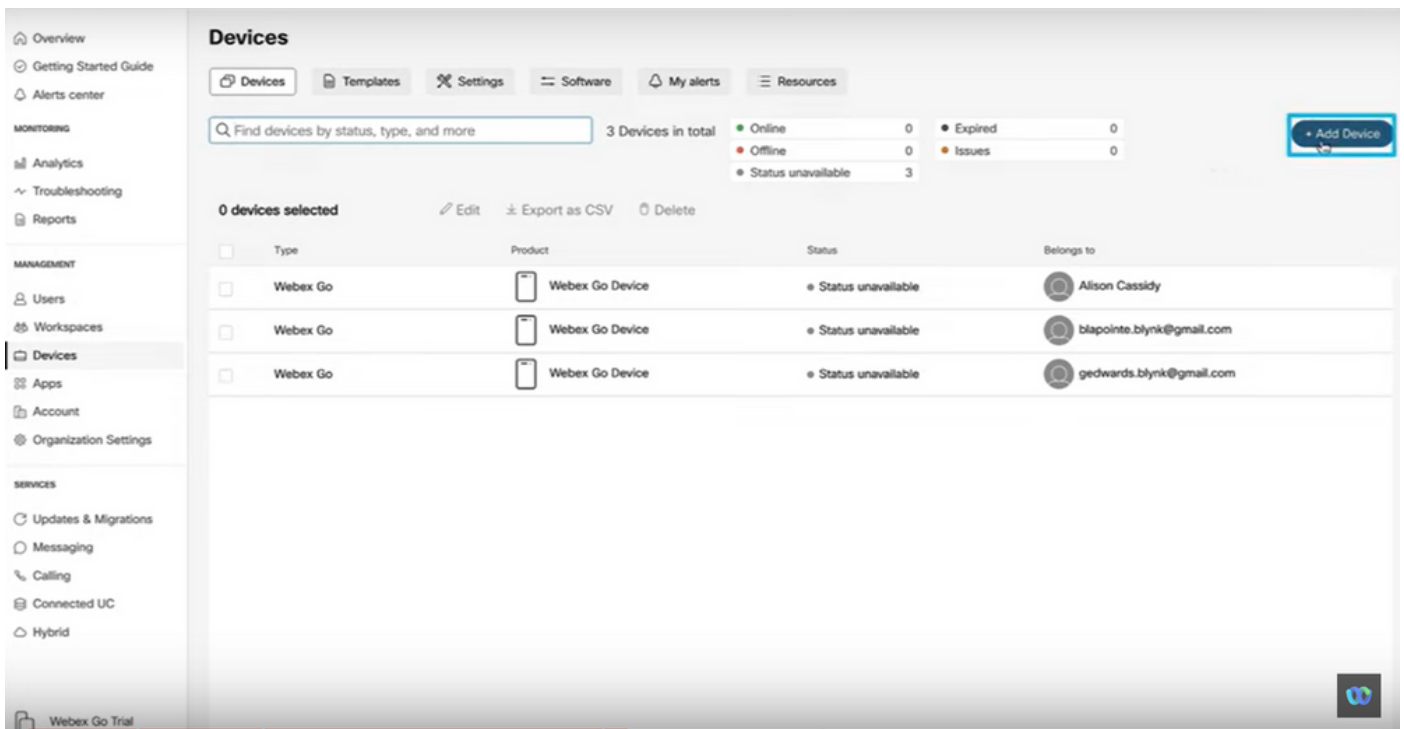 Overview
Getting Started Guide
Alerts center
MONITORING
Analytics
Troubleshooting
Reports
MANAGEMENT
Users
Workspaces
Devices
Apps
Account
Organization Settings
SERVICES
Updates & Migrations
Messaging
Calling
Connected UC
Hybrid
Webex Go Trial
Devices
Devices Templates Settings Software My alerts Resources
Find devices by status, type, and more 3 Devices in total
Online 0 Expired 0
Offline 0 Issues 0
Status unavailable 3
+ Add Device
0 devices selected Edit Export as CSV Delete
Type Product Status Belongs to
Webex Go Webex Go Device Status unavailable Alison Cassidy
Webex Go Webex Go Device Status unavailable blapointe.blynk@gmail.com
Webex Go Webex Go Device Status unavailable gedwards.blynk@gmail.com